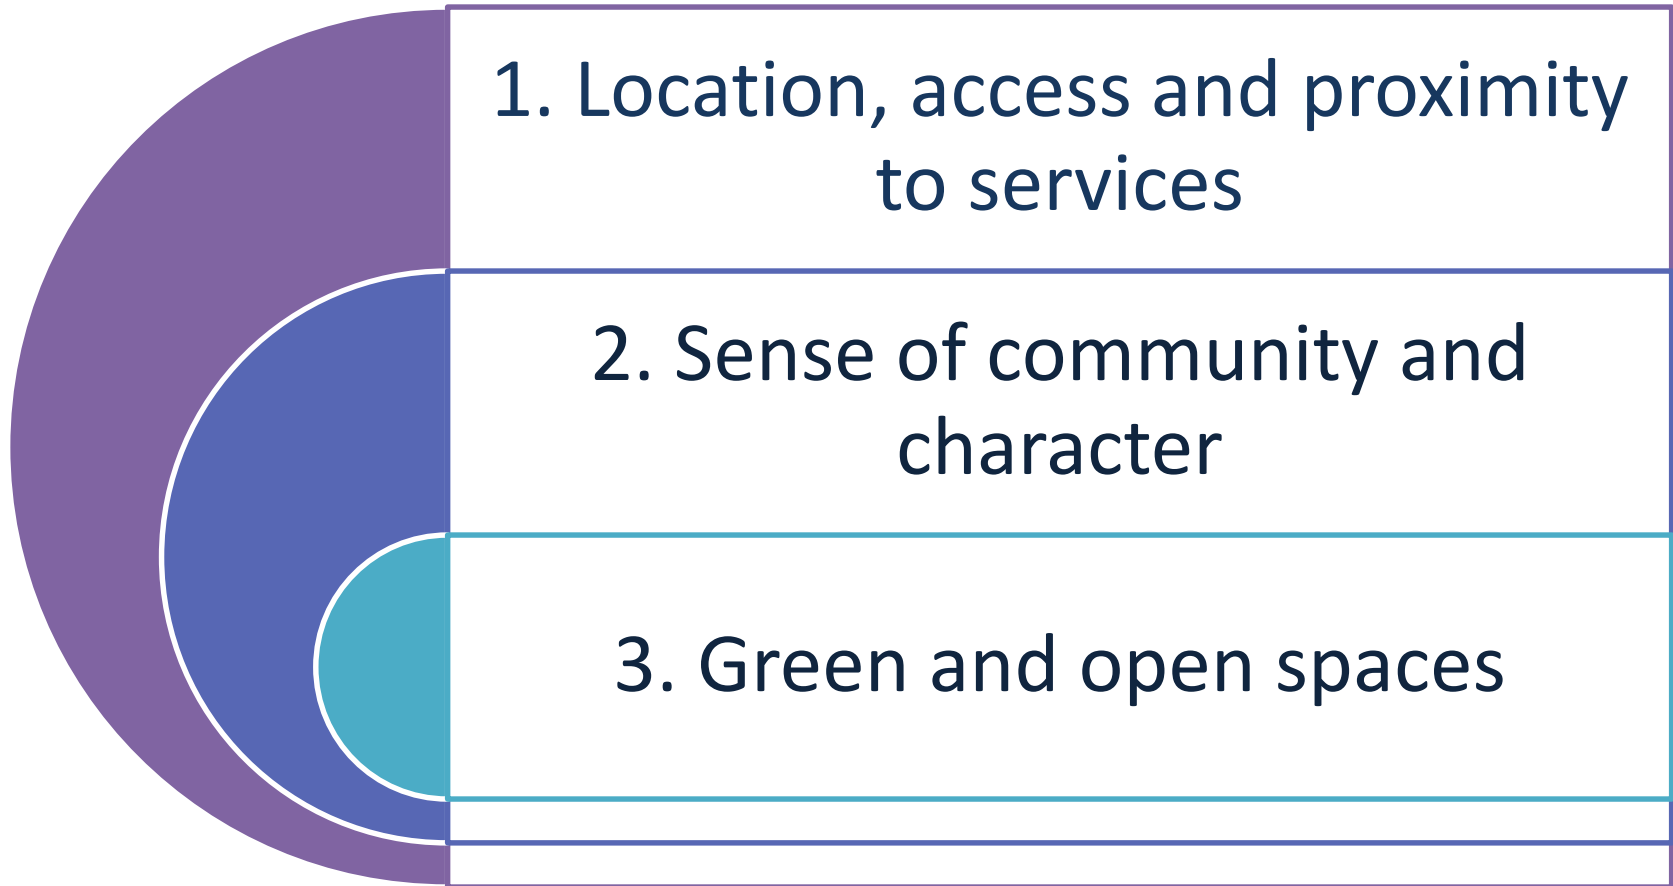 1. Location, access and proximity
to services
2. Sense of community and
character
3. Green and open spaces